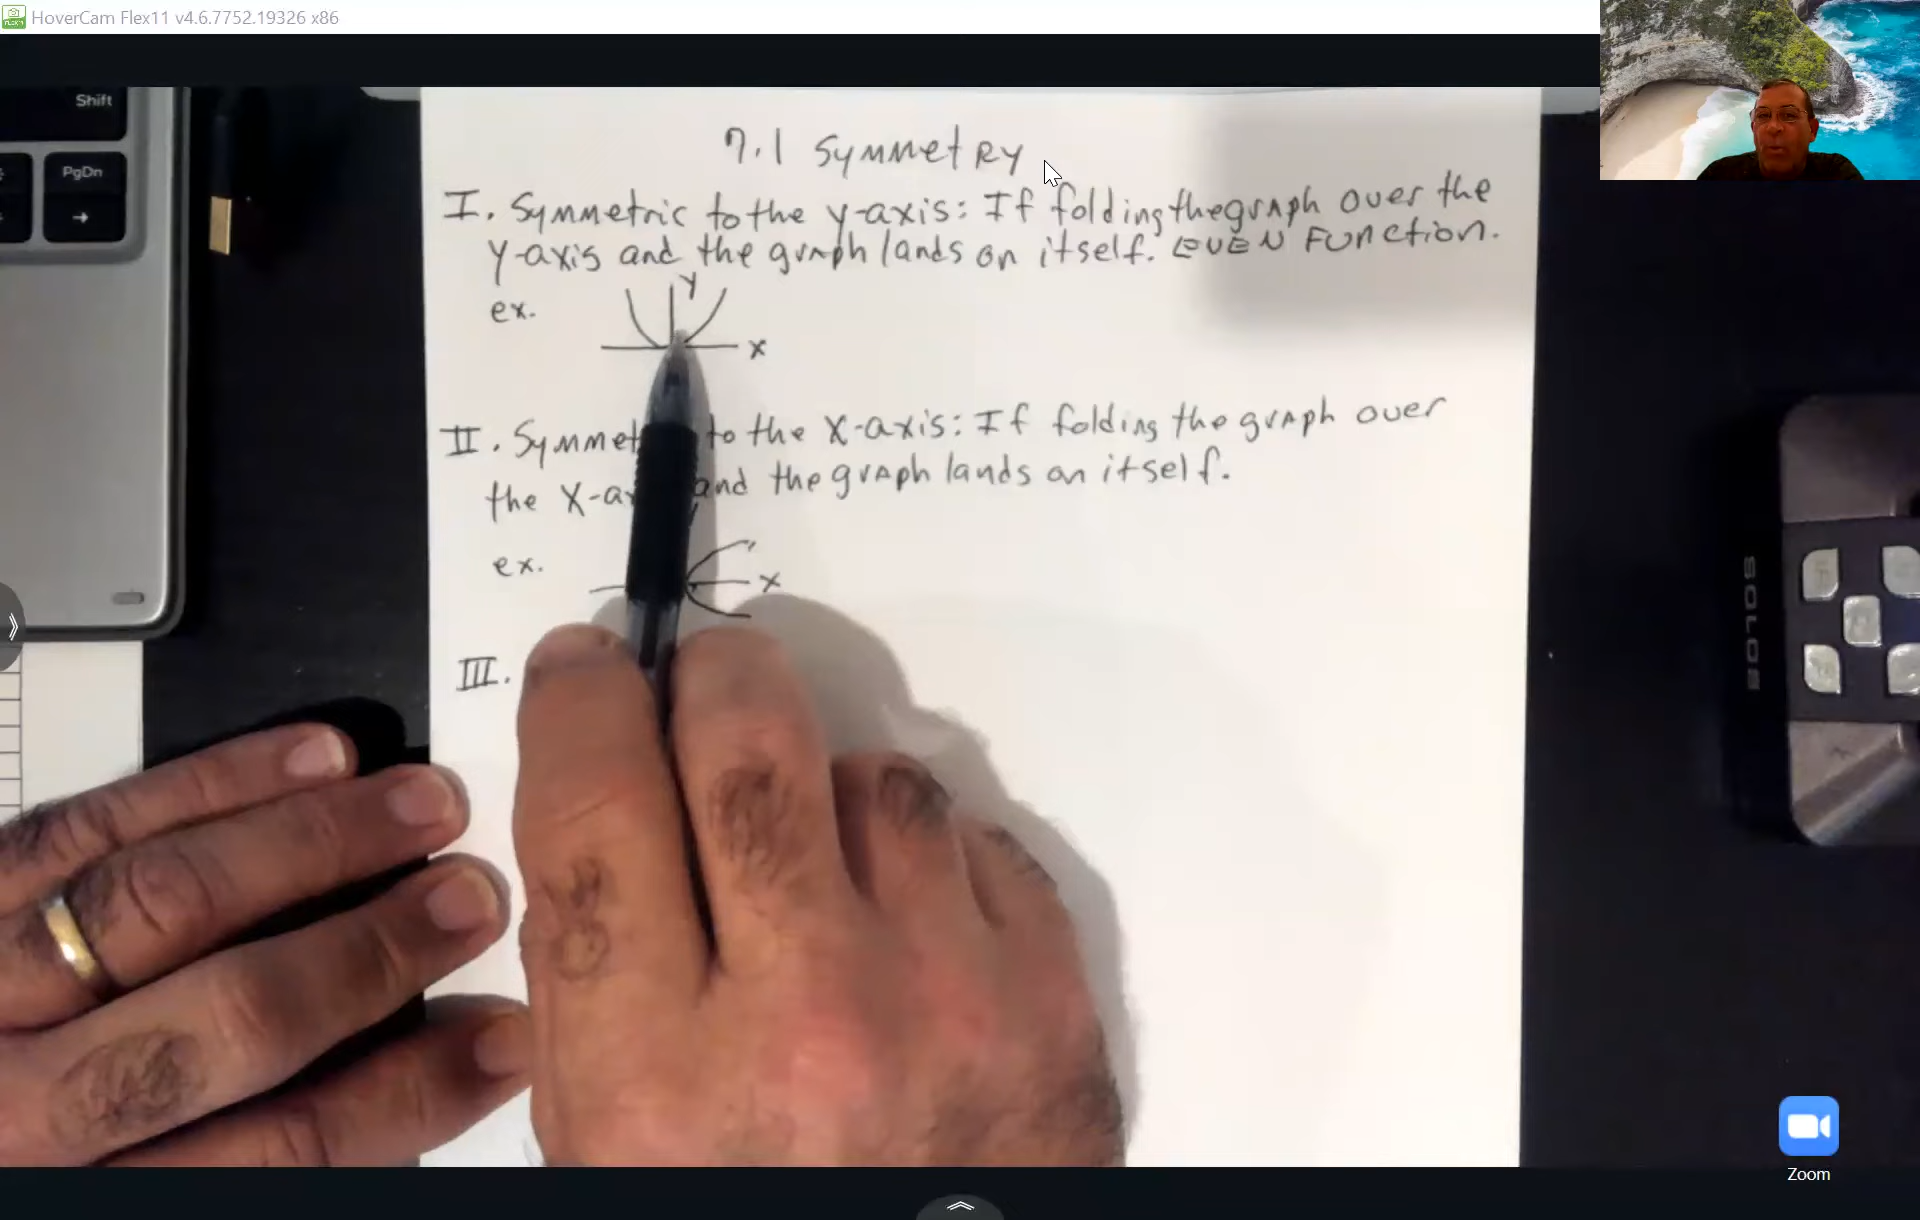 HoverCam Flex11 v4.6.7752.19326 x86
Shift
PgDn
7.1 Symmetry
I. Symmetric to the y-axis: If folding the graph over the
y-axis and the graph lands on itself. EVEN Function.
ex.
y
x
to the X-axis: If folding the graph over
II.
the and the graph lands on itself.
ex.
x
III.
SOLO8
Zoom